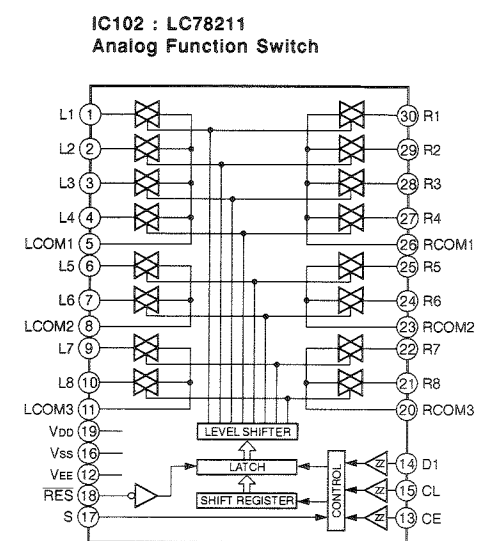 IC102 : LC78211
Analog Function Switch
L1 1 30 R1
L2 2 29 R2
L3 3 28 R3
L4 4 27 R4
LCOM1 5 26 RCOM1
L5 6 25 R5
L6 7 24 R6
LCOM2 8 23 RCOM2
L7 9 22 R7
L8 10 21 R8
LCOM3 11 20 RCOM3
VDD 19 LEVEL SHIFTER
VSS 16
VEE 12 LATCH CONTROL 14 D1
RES 18 SHIFT REGISTER 15 CL
S 17 13 CE